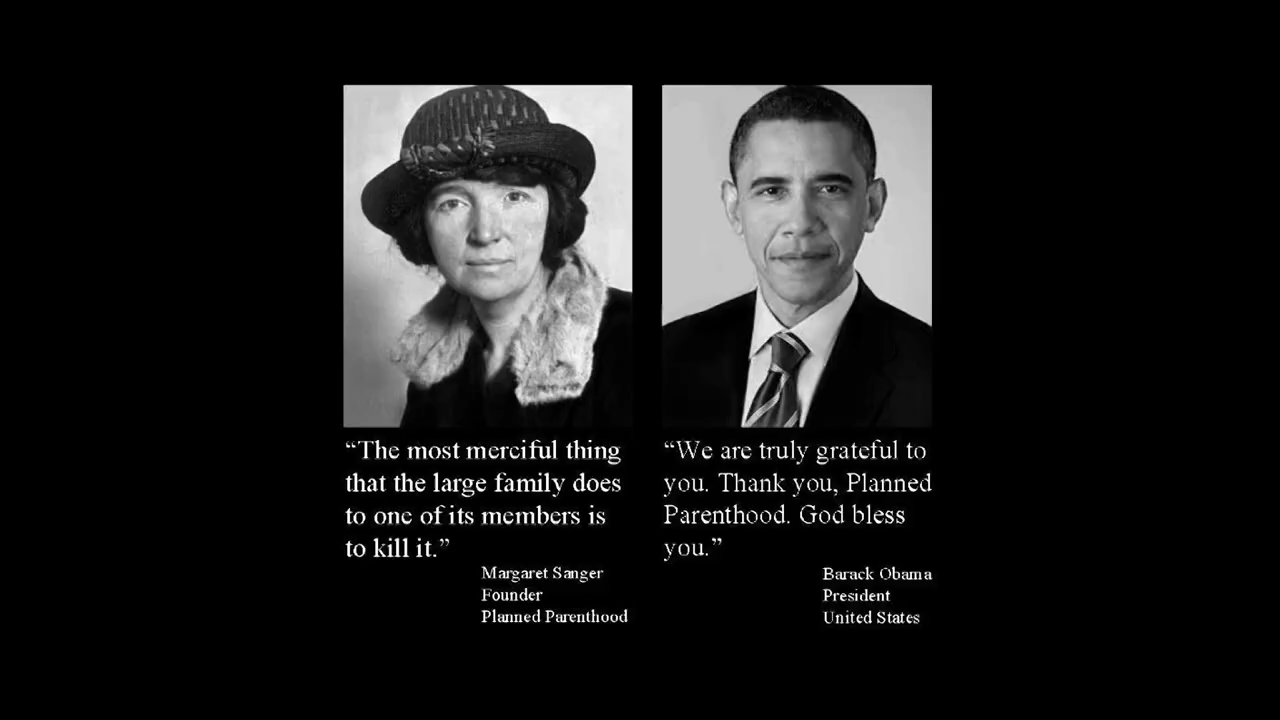 “The most merciful thing
that the large family does
to one of its members is
to kill it.”
Margaret Sanger
Founder
Planned Parenthood
“We are truly grateful to
you. Thank you, Planned
Parenthood. God bless
you.”
Barack Obama
President
United States